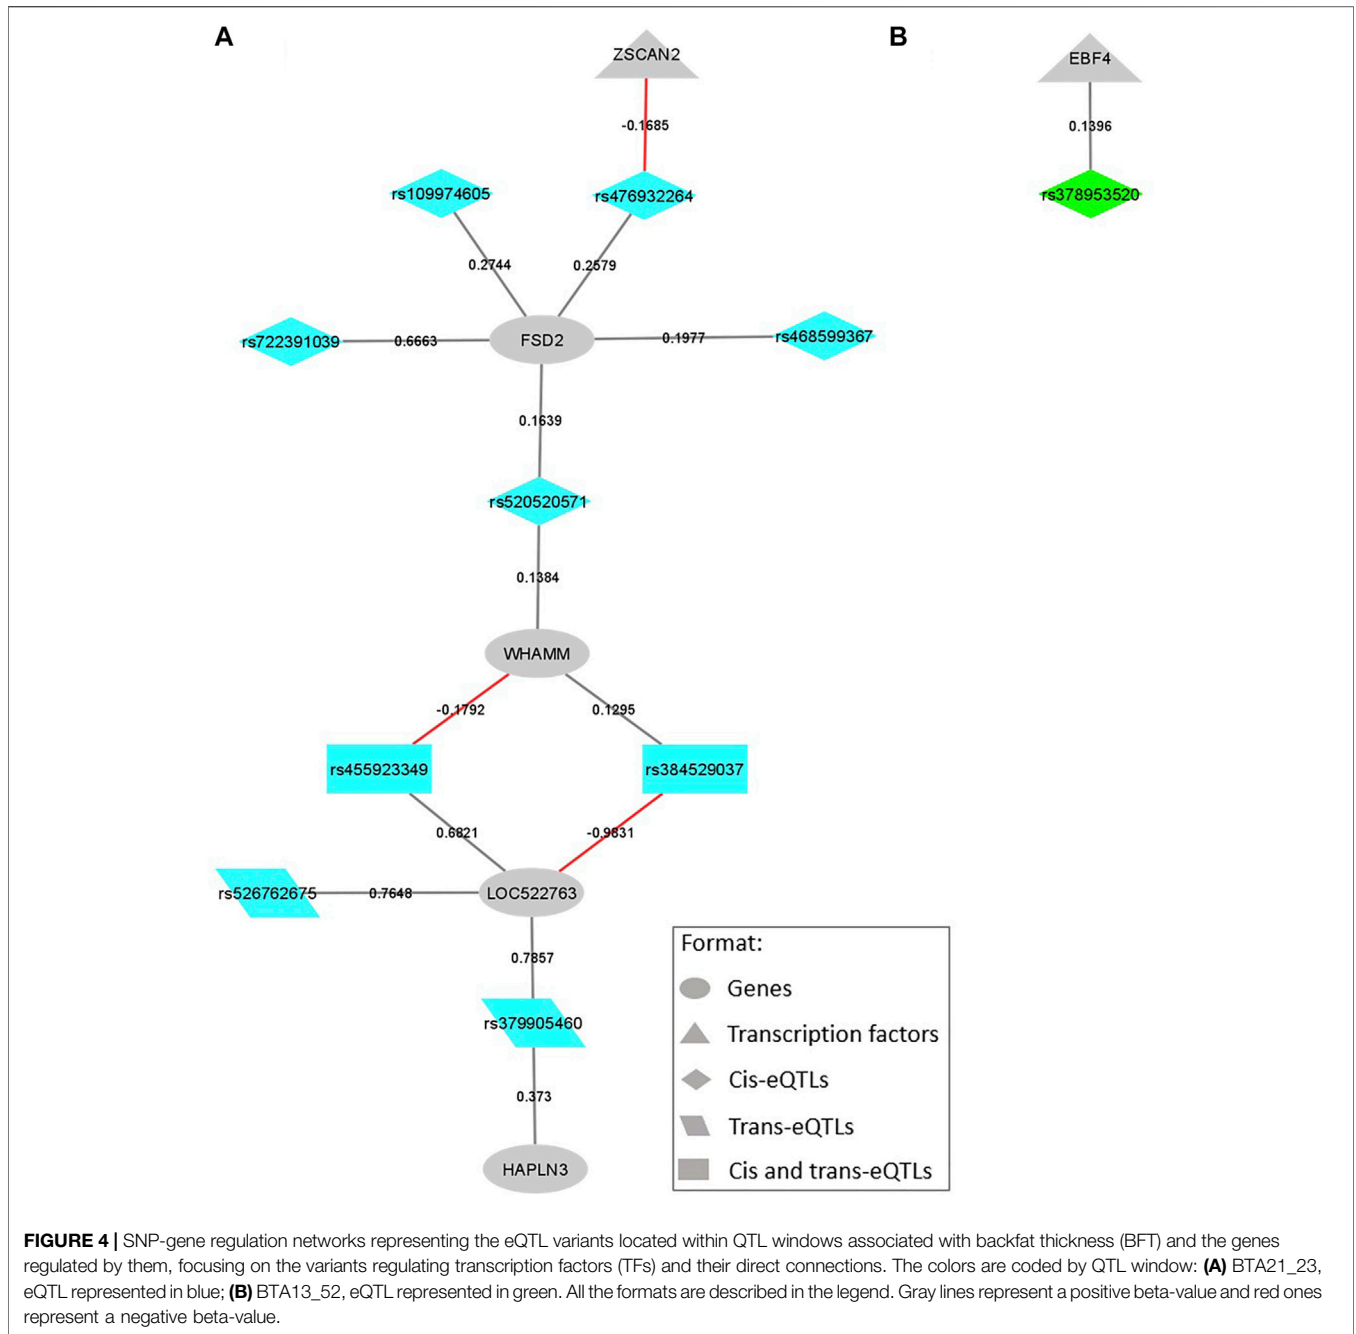 A
B
ZSCAN2
EBF4
-0.1685
0.1396
rs109974605
rs476932264
rs378953520
0.2744
0.2579
rs722391039
0.6663
FSD2
0.1977
rs468599367
0.1639
rs520520571
0.1384
WHAMM
-0.1792
0.1295
rs455923349
rs384529037
0.6821
-0.9831
rs526762675
0.7648
LOC522763
0.7857
rs379905460
0.373
HAPLN3
Format:
Genes
Transcription factors
Cis-eQTLs
Trans-eQTLs
Cis and trans-eQTLs
FIGURE 4 | SNP-gene regulation networks representing the eQTL variants located within QTL windows associated with backfat thickness (BFT) and the genes
regulated by them, focusing on the variants regulating transcription factors (TFs) and their direct connections. The colors are coded by QTL window: (A) BTA21_23,
eQTL represented in blue; (B) BTA13_52, eQTL represented in green. All the formats are described in the legend. Gray lines represent a positive beta-value and red ones
represent a negative beta-value.